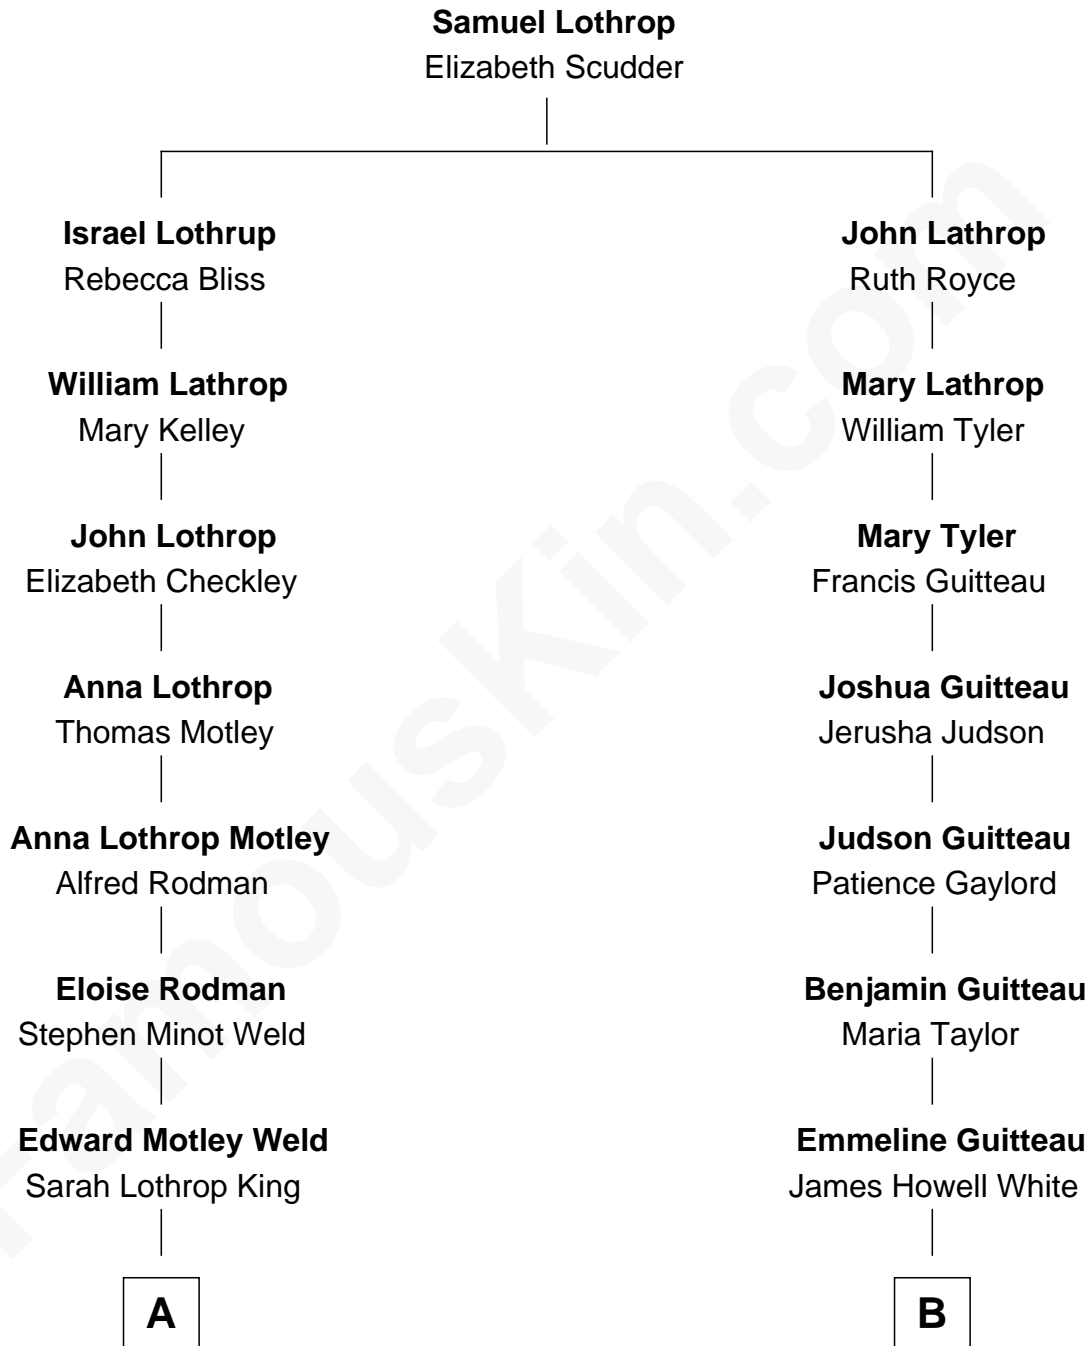 Samuel Lothrop
Elizabeth Scudder
Israel Lothrup
Rebecca Bliss
John Lathrop
Ruth Royce
William Lathrop
Mary Kelley
Mary Lathrop
William Tyler
John Lothrop
Elizabeth Checkley
Mary Tyler
Francis Guitteau
Anna Lothrop
Thomas Motley
Joshua Guitteau
Jerusha Judson
Anna Lothrop Motley
Alfred Rodman
Judson Guitteau
Patience Gaylord
Eloise Rodman
Stephen Minot Weld
Benjamin Guitteau
Maria Taylor
Edward Motley Weld
Sarah Lothrop King
Emmeline Guitteau
James Howell White
A
B
FamousKin.com